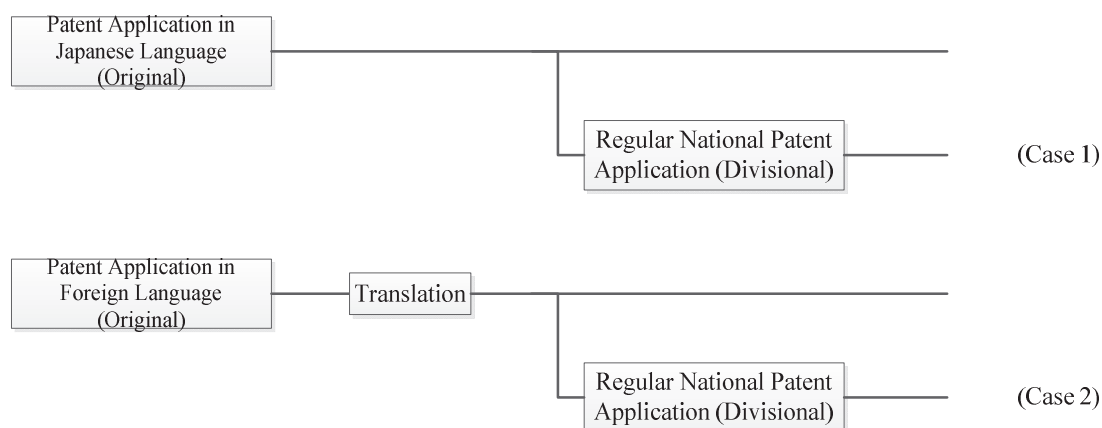 Patent Application in
Japanese Language
(Original)
Regular National Patent
Application (Divisional)
(Case 1)
Patent Application in
Foreign Language
(Original)
Translation
Regular National Patent
Application (Divisional)
(Case 2)